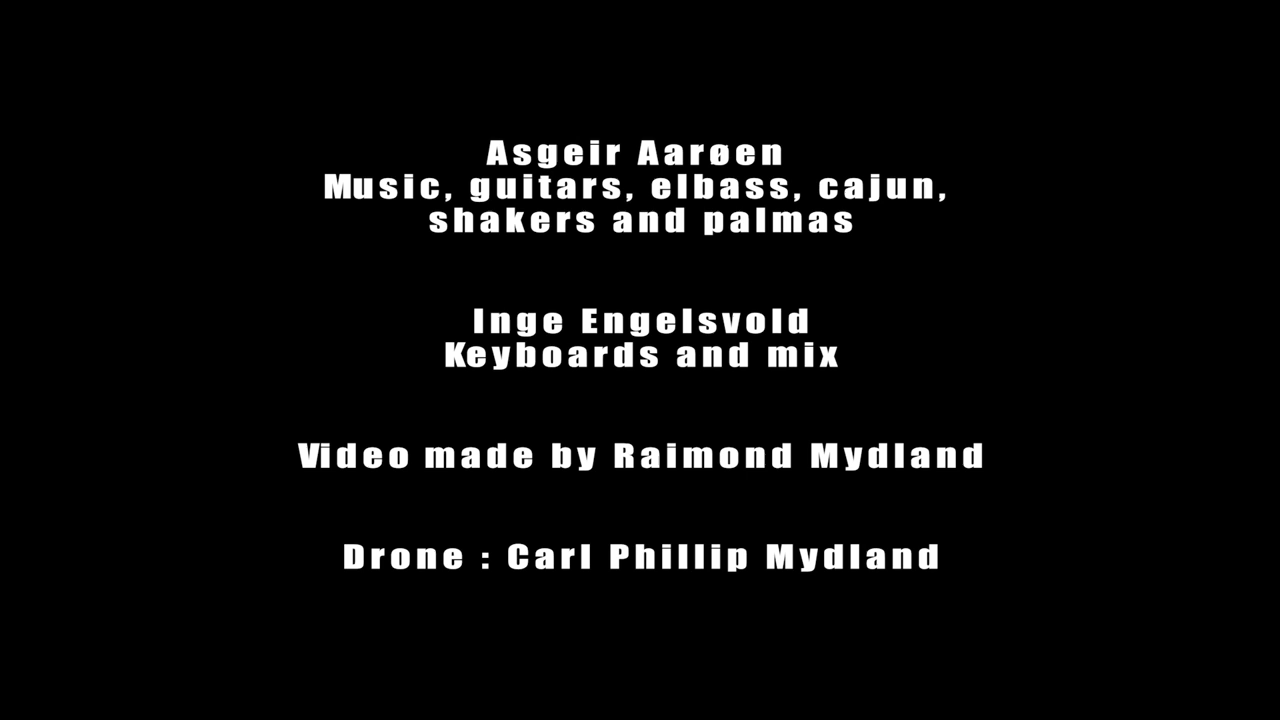 Asgeir Aarøen
Music, guitars, elbass, cajun,
shakers and palmas
Inge Engelsvold
Keyboards and mix
Video made by Raimond Mydland
Drone : Carl Phillip Mydland